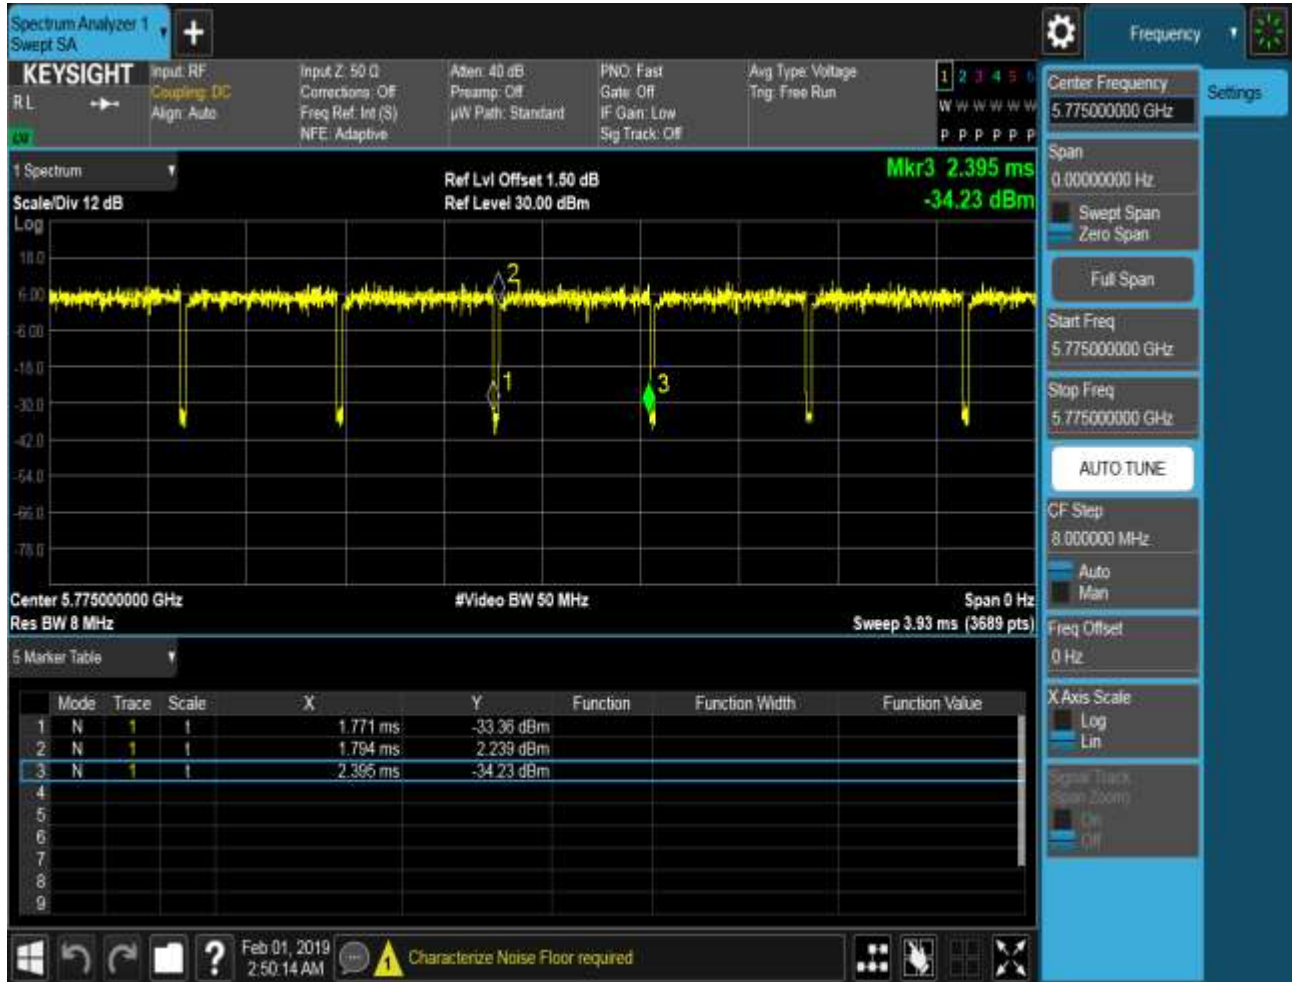 Spectrum Analyzer 1
Swept SA
+
Frequency
KEYSIGHT
RL
Input: RF
Coupling: DC
Align: Auto
Input Z: 50 Ω
Corrections: Off
Freq Ref: Int (S)
NFE: Adaptive
Atten: 40 dB
Preamp: Off
µW Path: Standard
PNO: Fast
Gate: Off
IF Gain: Low
Sig Track: Off
Avg Type: Voltage
Trig: Free Run
1 2 3 4 5 6
W W W W W W
P P P P P P
1 Spectrum
Scale/Div 12 dB
Ref Lvl Offset 1.50 dB
Ref Level 30.00 dBm
Mkr3 2.395 ms
-34.23 dBm
Log
18.0
6.00
-6.00
-18.0
-30.0
-42.0
-54.0
-66.0
-78.0
2
1
3
Center 5.775000000 GHz
#Video BW 50 MHz
Span 0 Hz
Res BW 8 MHz
Sweep 3.93 ms (3689 pts)
5 Marker Table
Mode Trace Scale X Y Function Function Width Function Value
1 N 1 t 1.771 ms -33.36 dBm
2 N 1 t 1.794 ms 2.239 dBm
3 N 1 t 2.395 ms -34.23 dBm
4
5
6
7
8
9
Feb 01, 2019
2:50:14 AM
?
1
Characterize Noise Floor required
Center Frequency
5.775000000 GHz
Settings
Span
0.00000000 Hz
Swept Span
Zero Span
Full Span
Start Freq
5.775000000 GHz
Stop Freq
5.775000000 GHz
AUTO TUNE
CF Step
8.000000 MHz
Auto
Man
Freq Offset
0 Hz
X Axis Scale
Log
Lin
Signal Track
(Span Zoom)
On
Off